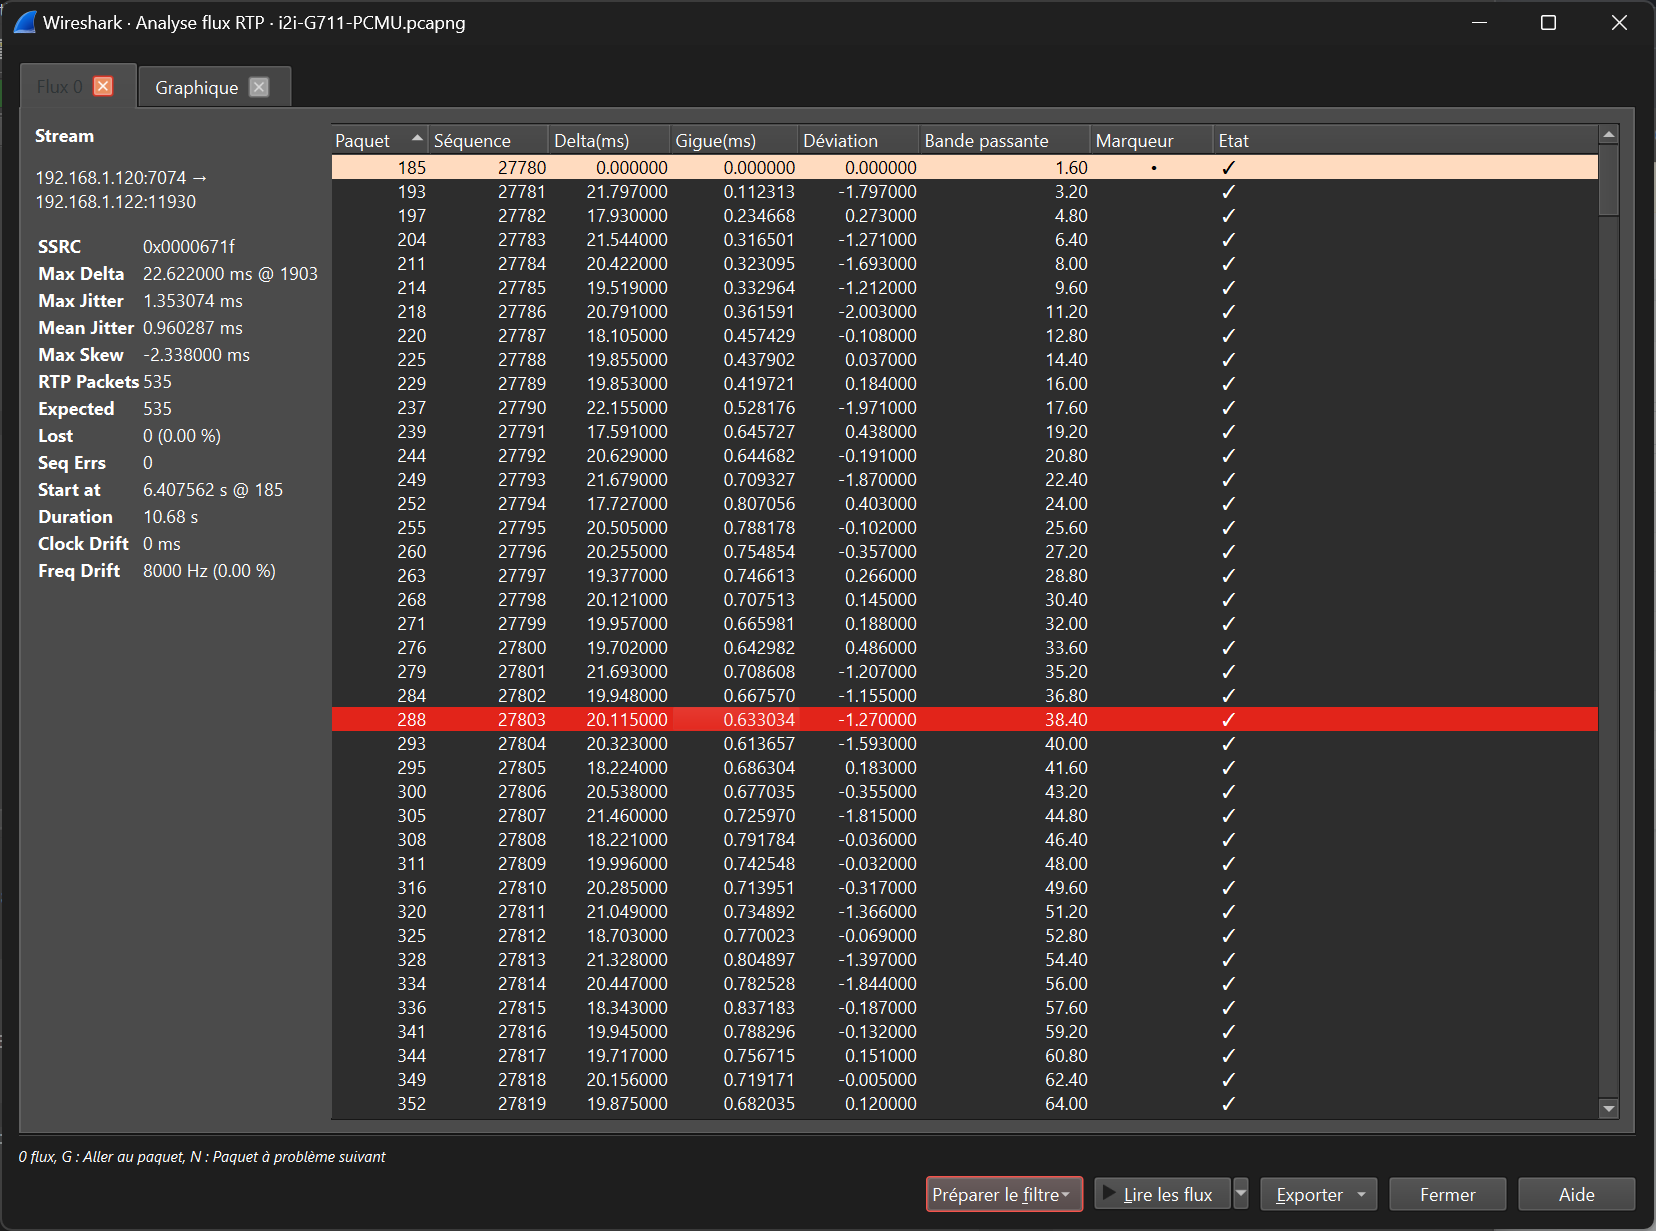 Wireshark · Analyse flux RTP · i2i-G711-PCMU.pcapng
Flux 0 Graphique
Stream
192.168.1.120:7074 →
192.168.1.122:11930
SSRC 0x0000671f
Max Delta 22.622000 ms @ 1903
Max Jitter 1.353074 ms
Mean Jitter 0.960287 ms
Max Skew -2.338000 ms
RTP Packets 535
Expected 535
Lost 0 (0.00 %)
Seq Errs 0
Start at 6.407562 s @ 185
Duration 10.68 s
Clock Drift 0 ms
Freq Drift 8000 Hz (0.00 %)
Paquet Séquence Delta(ms) Gigue(ms) Déviation Bande passante Marqueur Etat
185 27780 0.000000 0.000000 0.000000 1.60 • ✓
193 27781 21.797000 0.112313 -1.797000 3.20 ✓
197 27782 17.930000 0.234668 0.273000 4.80 ✓
204 27783 21.544000 0.316501 -1.271000 6.40 ✓
211 27784 20.422000 0.323095 -1.693000 8.00 ✓
214 27785 19.519000 0.332964 -1.212000 9.60 ✓
218 27786 20.791000 0.361591 -2.003000 11.20 ✓
220 27787 18.105000 0.457429 -0.108000 12.80 ✓
225 27788 19.855000 0.437902 0.037000 14.40 ✓
229 27789 19.853000 0.419721 0.184000 16.00 ✓
237 27790 22.155000 0.528176 -1.971000 17.60 ✓
239 27791 17.591000 0.645727 0.438000 19.20 ✓
244 27792 20.629000 0.644682 -0.191000 20.80 ✓
249 27793 21.679000 0.709327 -1.870000 22.40 ✓
252 27794 17.727000 0.807056 0.403000 24.00 ✓
255 27795 20.505000 0.788178 -0.102000 25.60 ✓
260 27796 20.255000 0.754854 -0.357000 27.20 ✓
263 27797 19.377000 0.746613 0.266000 28.80 ✓
268 27798 20.121000 0.707513 0.145000 30.40 ✓
271 27799 19.957000 0.665981 0.188000 32.00 ✓
276 27800 19.702000 0.642982 0.486000 33.60 ✓
279 27801 21.693000 0.708608 -1.207000 35.20 ✓
284 27802 19.948000 0.667570 -1.155000 36.80 ✓
288 27803 20.115000 0.633034 -1.270000 38.40 ✓
293 27804 20.323000 0.613657 -1.593000 40.00 ✓
295 27805 18.224000 0.686304 0.183000 41.60 ✓
300 27806 20.538000 0.677035 -0.355000 43.20 ✓
305 27807 21.460000 0.725970 -1.815000 44.80 ✓
308 27808 18.221000 0.791784 -0.036000 46.40 ✓
311 27809 19.996000 0.742548 -0.032000 48.00 ✓
316 27810 20.285000 0.713951 -0.317000 49.60 ✓
320 27811 21.049000 0.734892 -1.366000 51.20 ✓
325 27812 18.703000 0.770023 -0.069000 52.80 ✓
328 27813 21.328000 0.804897 -1.397000 54.40 ✓
334 27814 20.447000 0.782528 -1.844000 56.00 ✓
336 27815 18.343000 0.837183 -0.187000 57.60 ✓
341 27816 19.945000 0.788296 -0.132000 59.20 ✓
344 27817 19.717000 0.756715 0.151000 60.80 ✓
349 27818 20.156000 0.719171 -0.005000 62.40 ✓
352 27819 19.875000 0.682035 0.120000 64.00 ✓
0 flux, G : Aller au paquet, N : Paquet à problème suivant
Préparer le filtre Lire les flux Exporter Fermer Aide